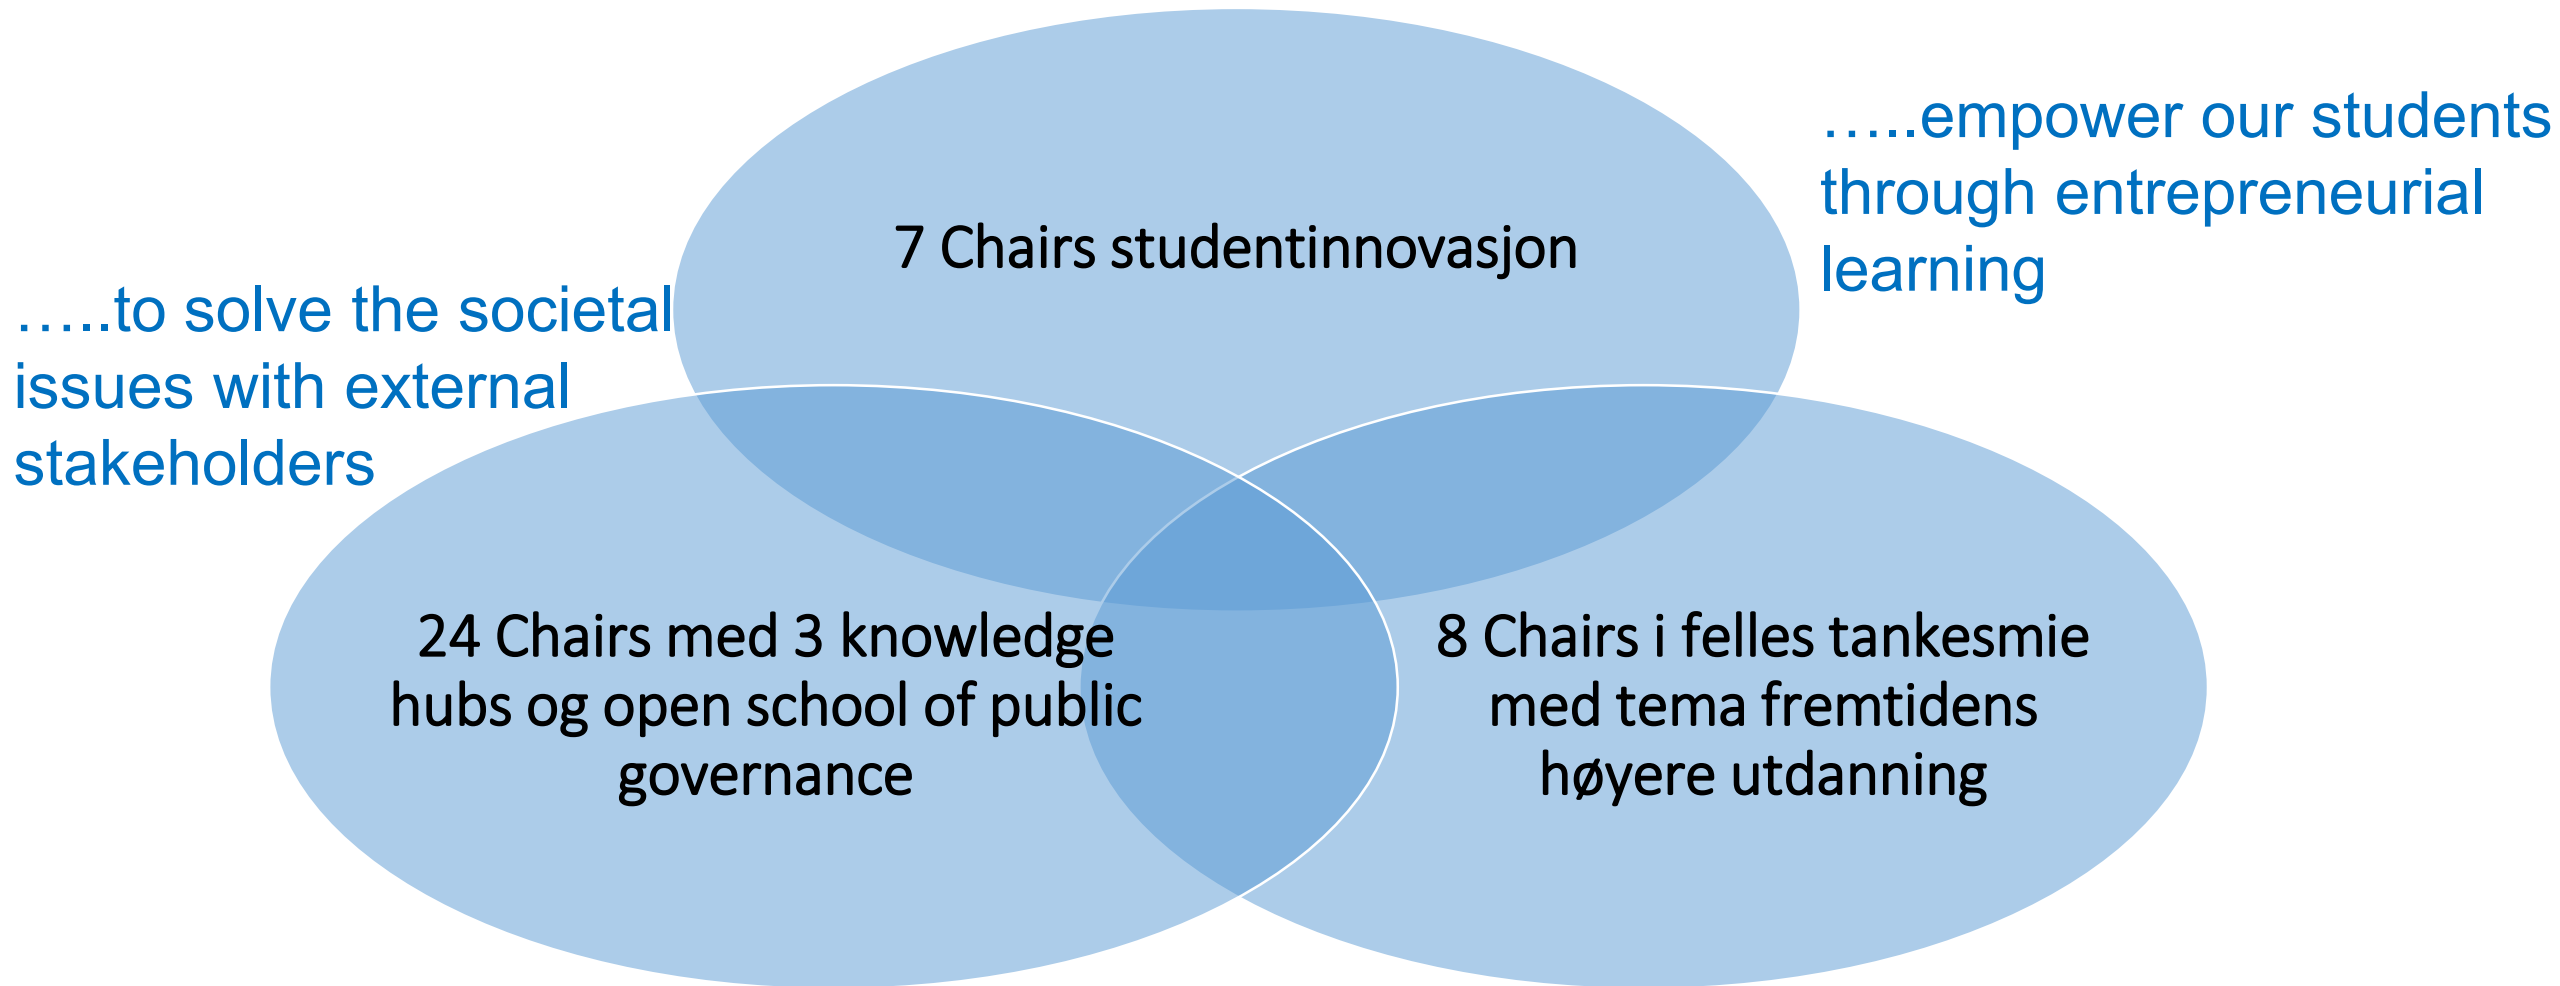 7 Chairs studentinnovasjon
…..empower our students
through entrepreneurial
learning
…..to solve the societal
issues with external
stakeholders
24 Chairs med 3 knowledge
hubs og open school of public
governance
8 Chairs i felles tankesmie
med tema fremtidens
høyere utdanning